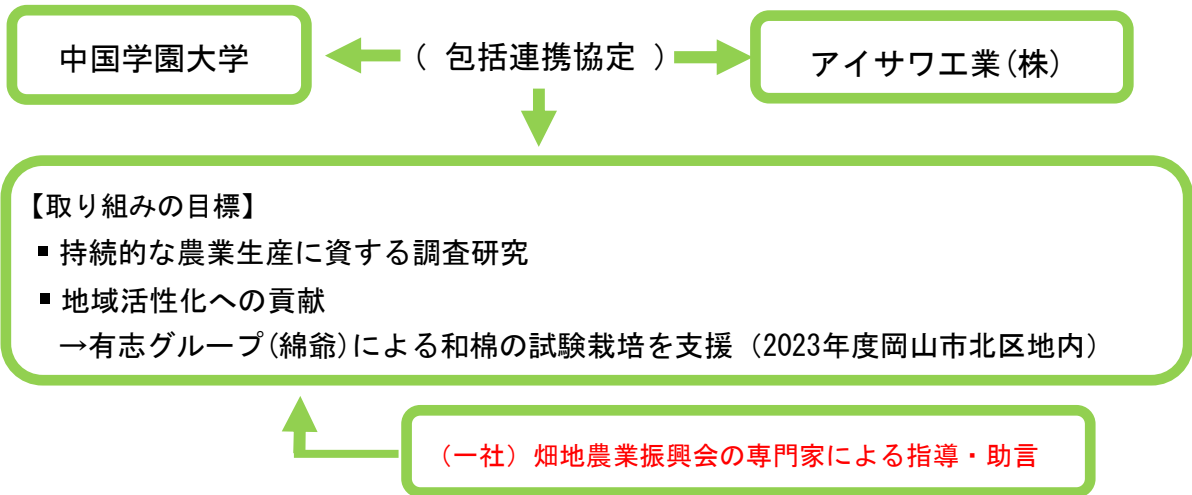 中国学園大学
( 包括連携協定 )
アイサワ工業(株)
【取り組みの目標】
▪ 持続的な農業生産に資する調査研究
▪ 地域活性化への貢献
→有志グループ(綿爺)による和棉の試験栽培を支援（2023年度岡山市北区地内）
（一社）畑地農業振興会の専門家による指導・助言